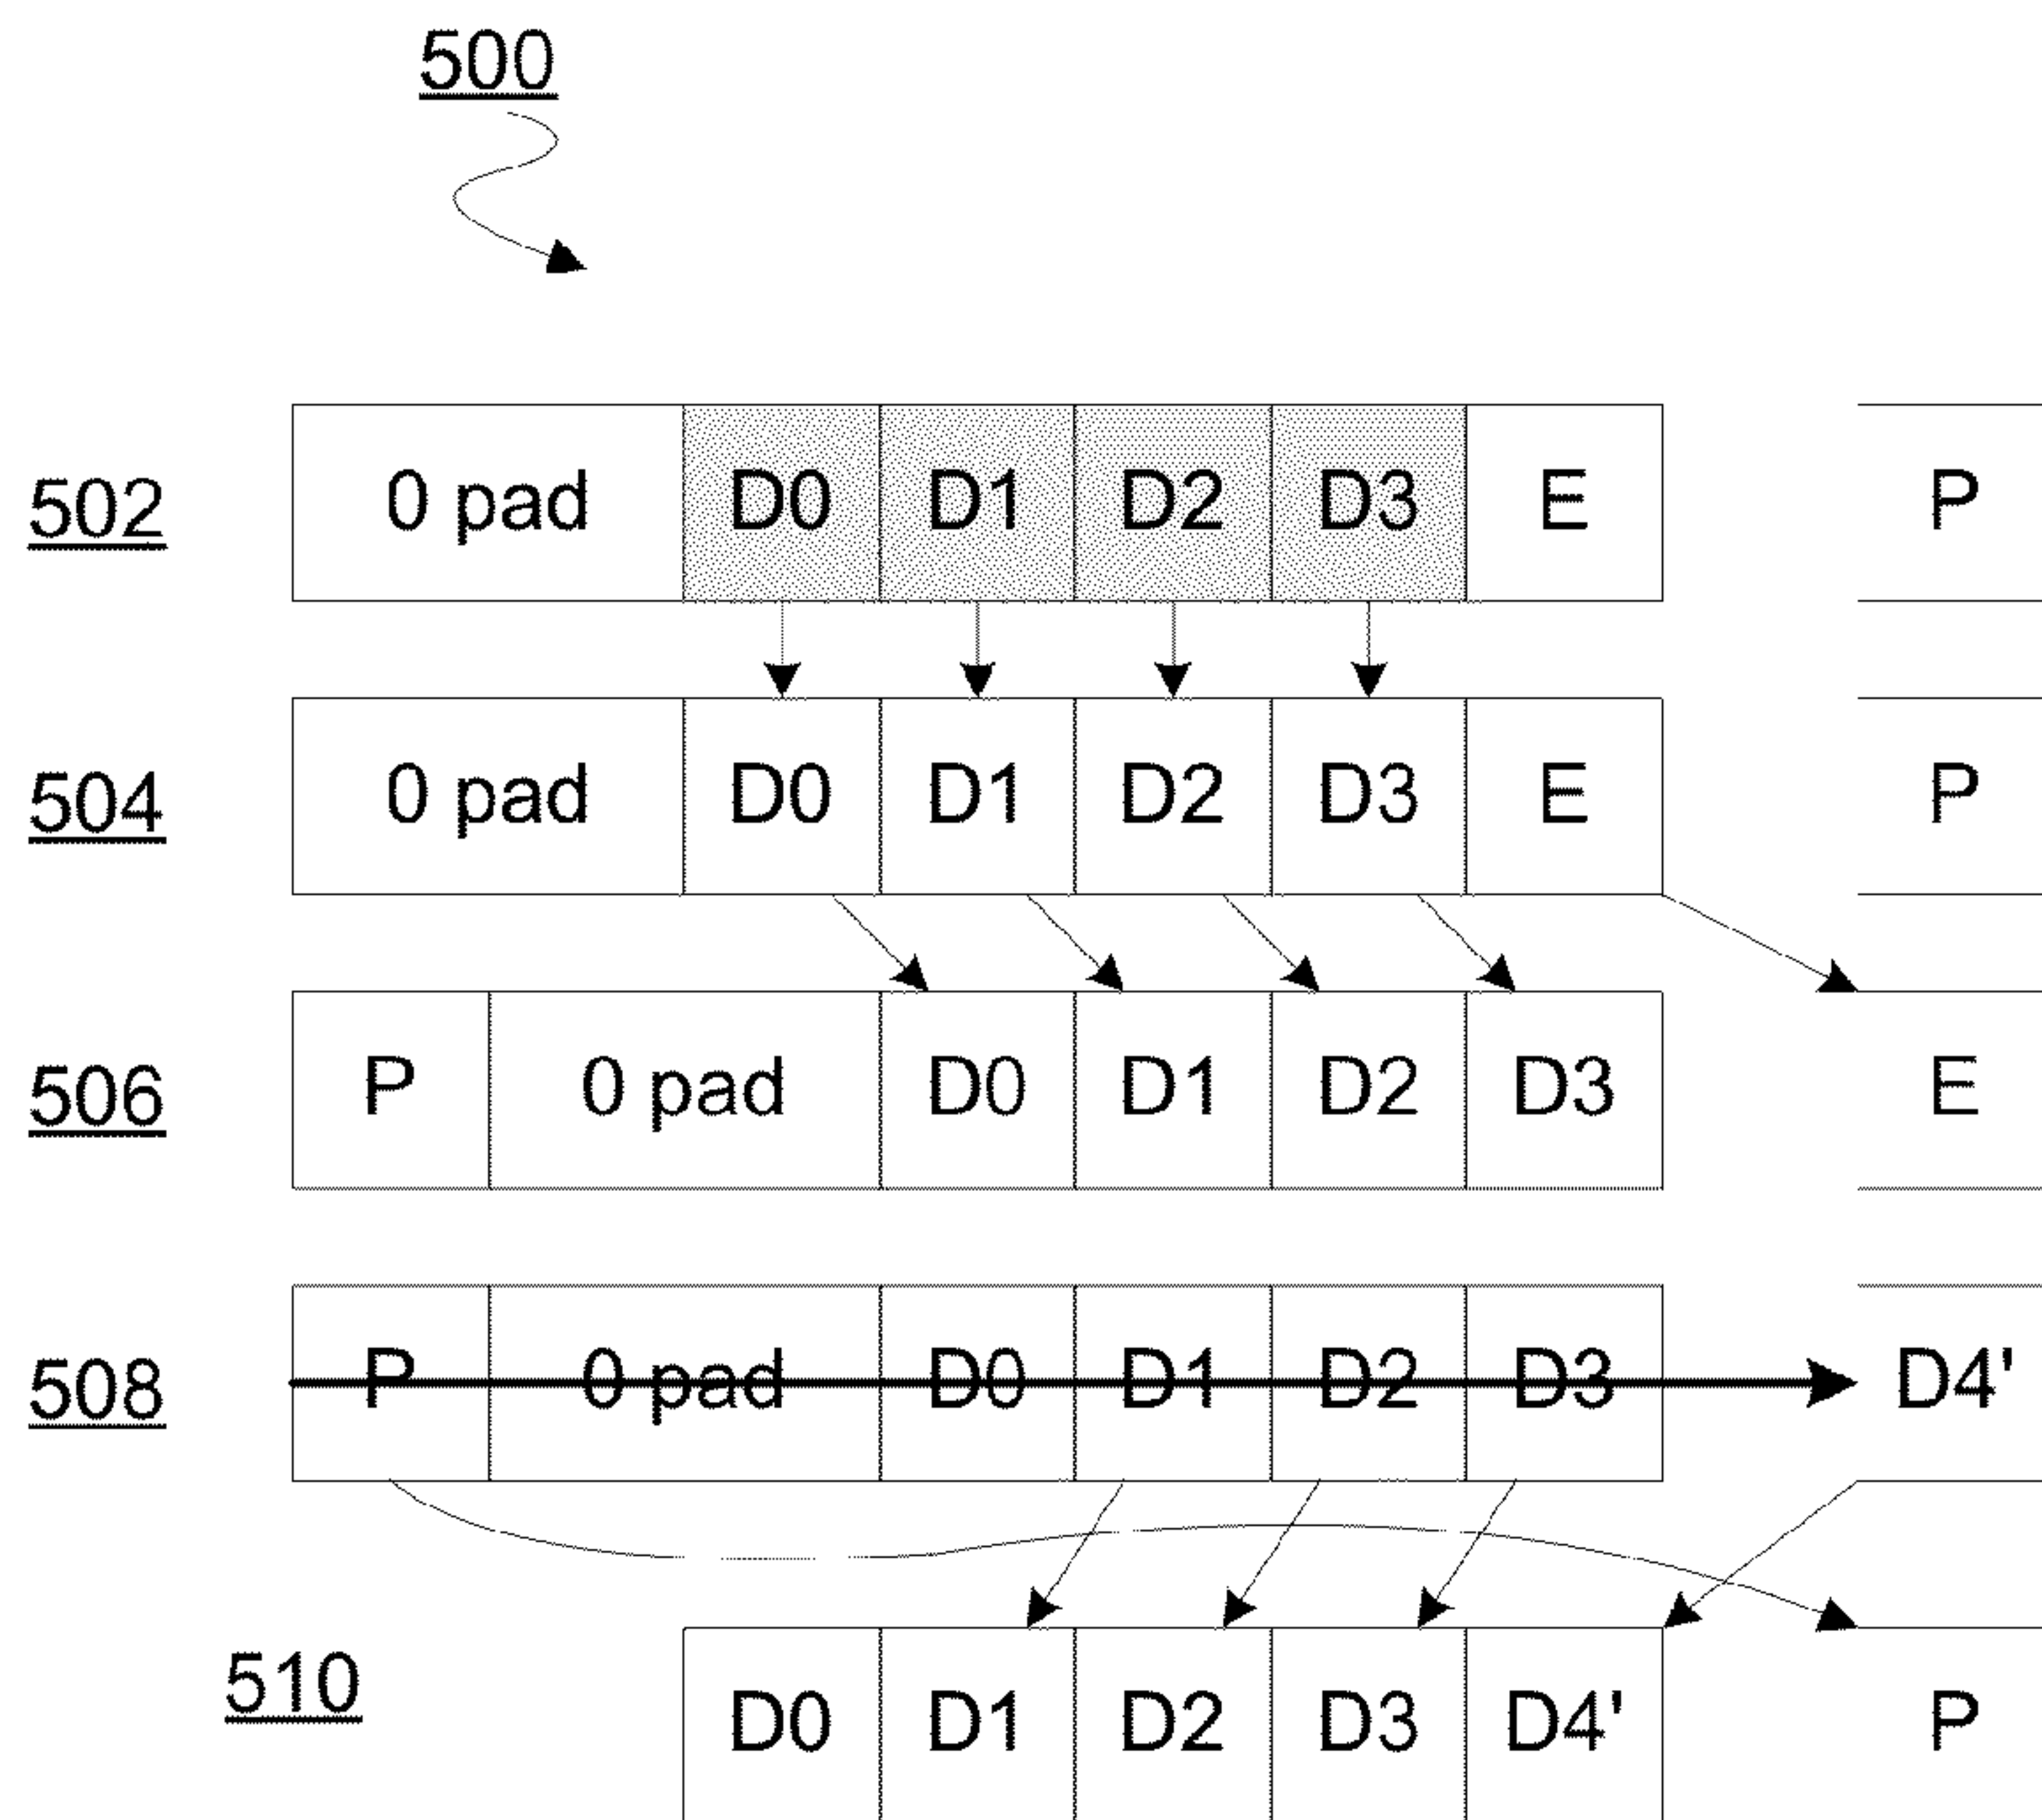 500
502 0 pad D0 D1 D2 D3 E P
504 0 pad D0 D1 D2 D3 E P
506 P 0 pad D0 D1 D2 D3 E
508 P 0 pad D0 D1 D2 D3 D4'
510 D0 D1 D2 D3 D4' P